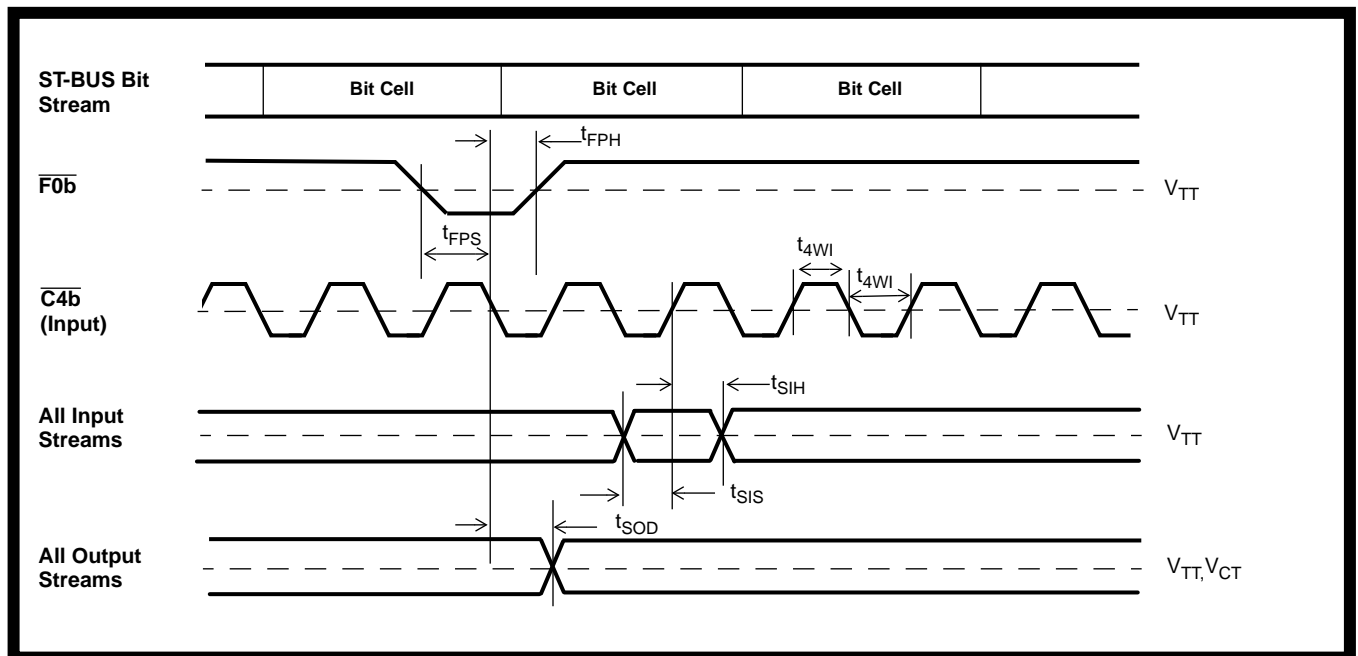 ST-BUS Bit
Stream
Bit Cell
Bit Cell
Bit Cell
tFPH
F0b
VTT
tFPS
t4WI
t4WI
C4b
(Input)
VTT
tSIH
All Input
Streams
VTT
tSIS
tSOD
All Output
Streams
VTT,VCT